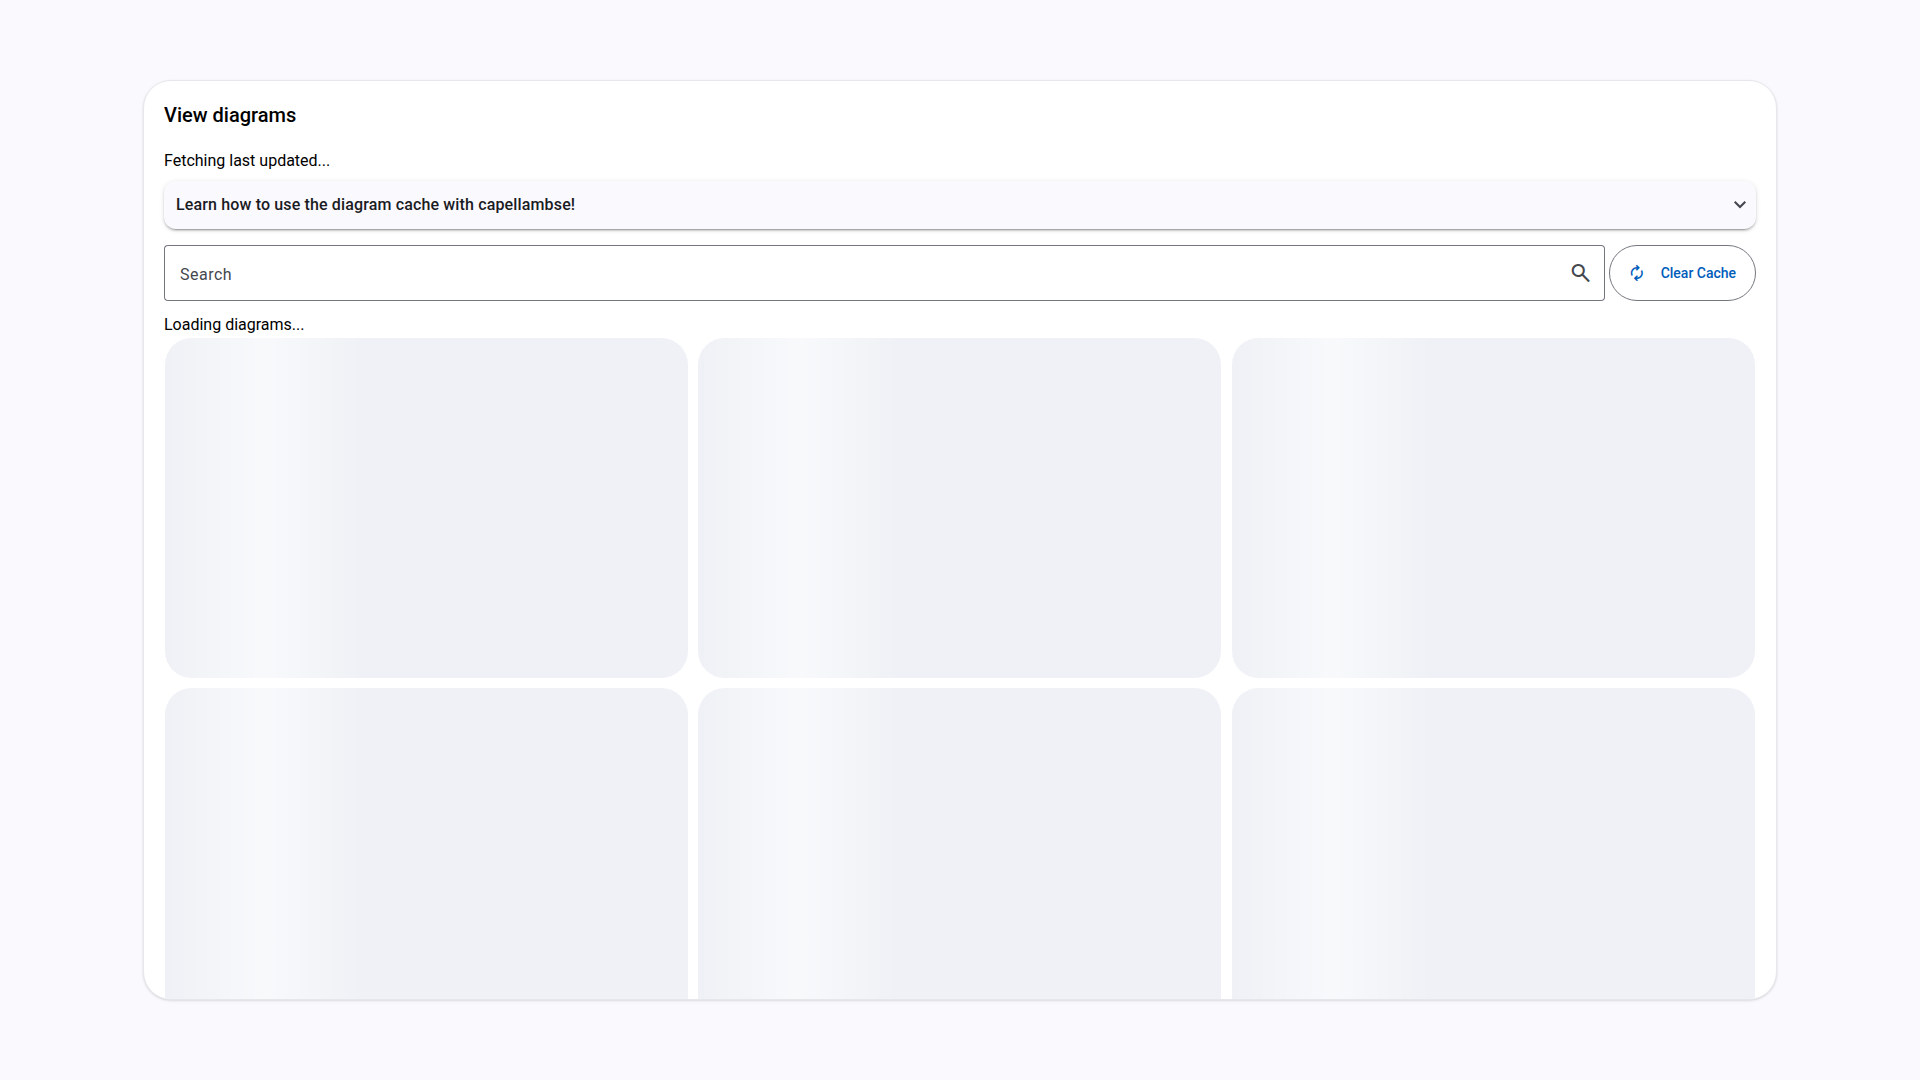 View diagrams
Fetching last updated...
Learn how to use the diagram cache with capellambse!
Search
Clear Cache
Loading diagrams...